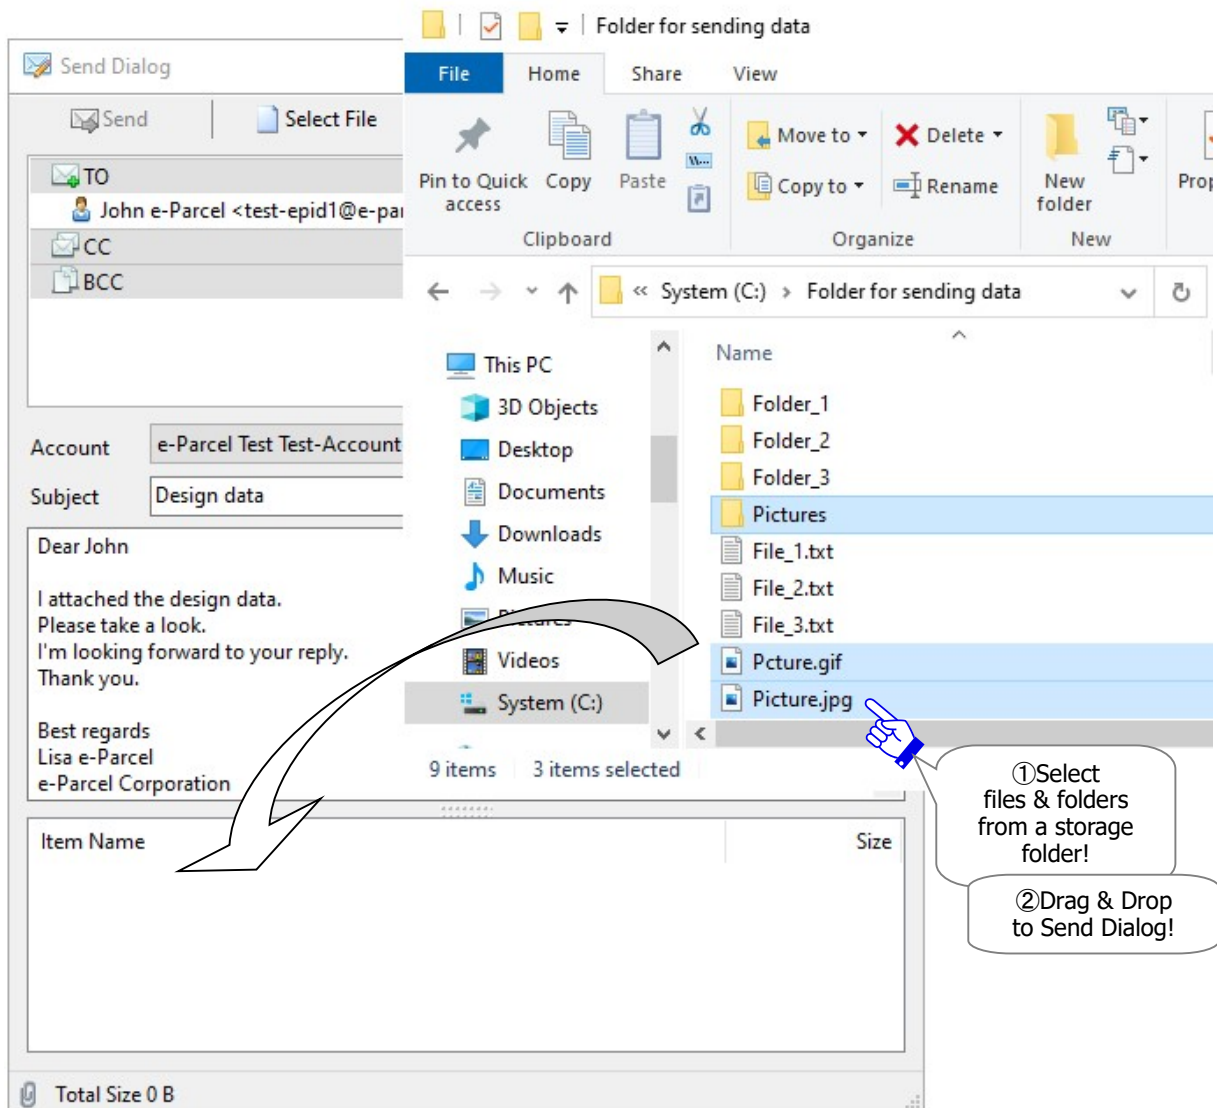 Folder for sending data
Send Dialog
File Home Share View
Send Select File
Move to Delete
Pin to Quick access Copy Paste
Copy to Rename
New folder
Prop
Clipboard Organize New
TO
John e-Parcel <test-epid1@e-par
CC
BCC
« System (C:) › Folder for sending data
Name
This PC
3D Objects
Desktop
Documents
Downloads
Music
Pictures
Videos
System (C:)
Folder_1
Folder_2
Folder_3
Pictures
File_1.txt
File_2.txt
File_3.txt
Pcture.gif
Picture.jpg
9 items 3 items selected
Account e-Parcel Test Test-Account
Subject Design data
Dear John
I attached the design data.
Please take a look.
I'm looking forward to your reply.
Thank you.
Best regards
Lisa e-Parcel
e-Parcel Corporation
①Select
files & folders
from a storage
folder!
②Drag & Drop
to Send Dialog!
Item Name Size
Total Size 0 B